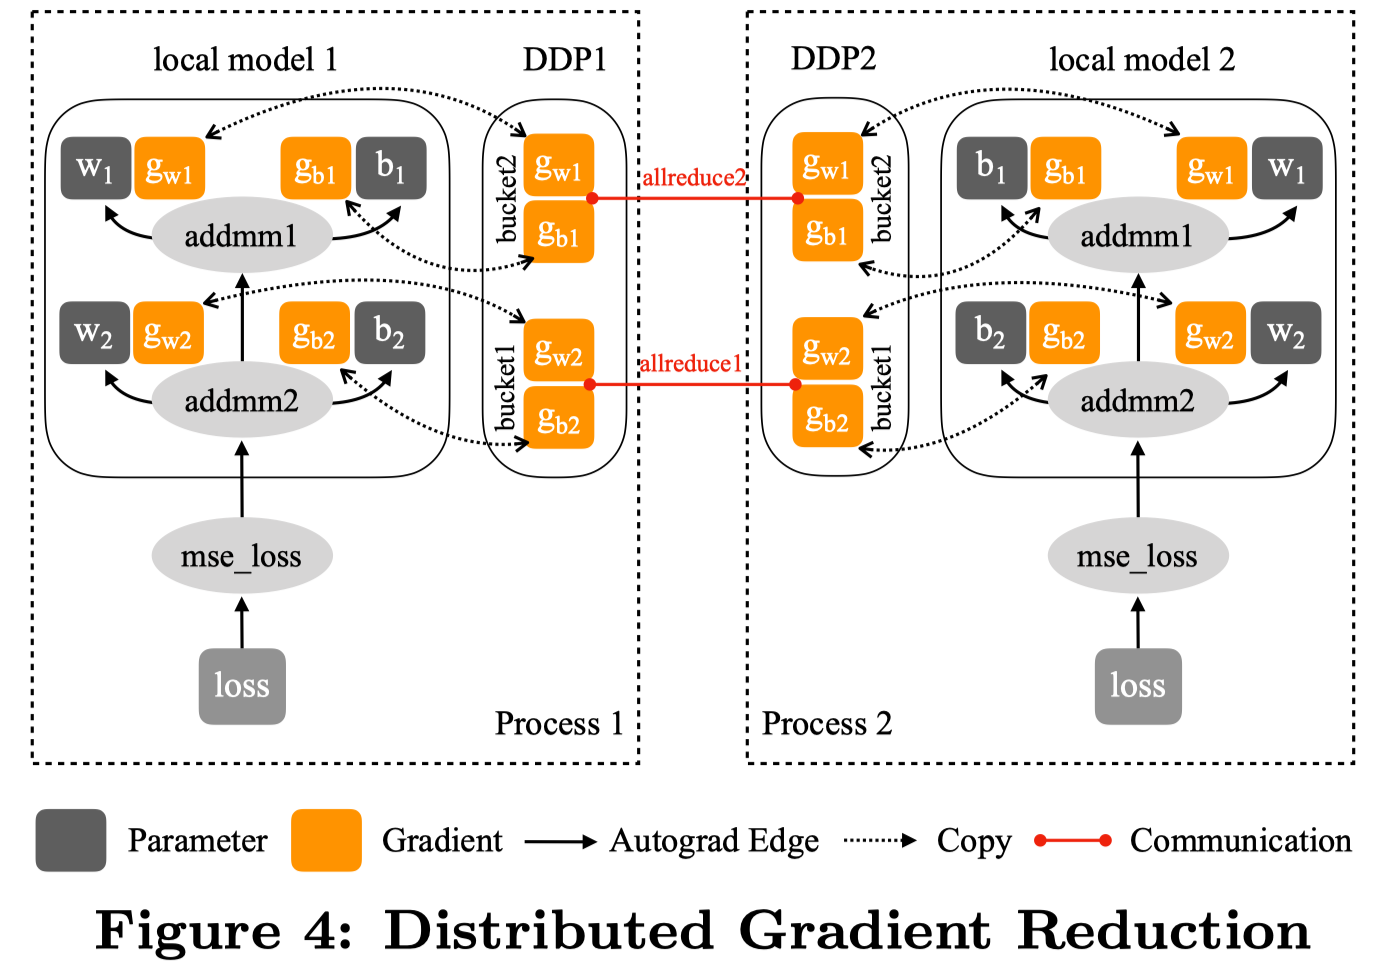 local model 1
DDP1
DDP2
local model 2
w1
gw1
gb1
b1
gw1
bucket2
gb1
allreduce2
gw1
bucket2
gb1
b1
gb1
gw1
w1
addmm1
addmm1
w2
gw2
gb2
b2
gw2
bucket1
gb2
allreduce1
gw2
bucket1
gb2
b2
gb2
gw2
w2
addmm2
addmm2
mse_loss
mse_loss
loss
loss
Process 1
Process 2
Parameter
Gradient
Autograd Edge
Copy
Communication
Figure 4: Distributed Gradient Reduction